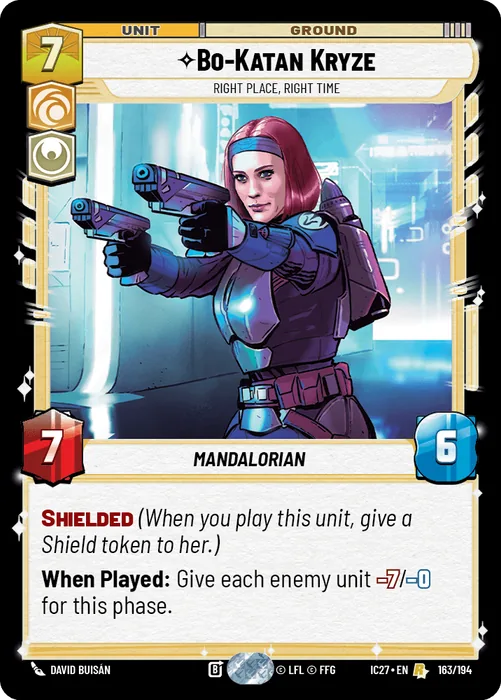 7
UNIT
GROUND
✧BO-KATAN KRYZE
RIGHT PLACE, RIGHT TIME
7
MANDALORIAN
6
SHIELDED (When you play this unit, give a
Shield token to her.)
When Played: Give each enemy unit -7/-0
for this phase.
DAVID BUISÁN
B
© LFL © FFG
IC27•EN
R
163/194